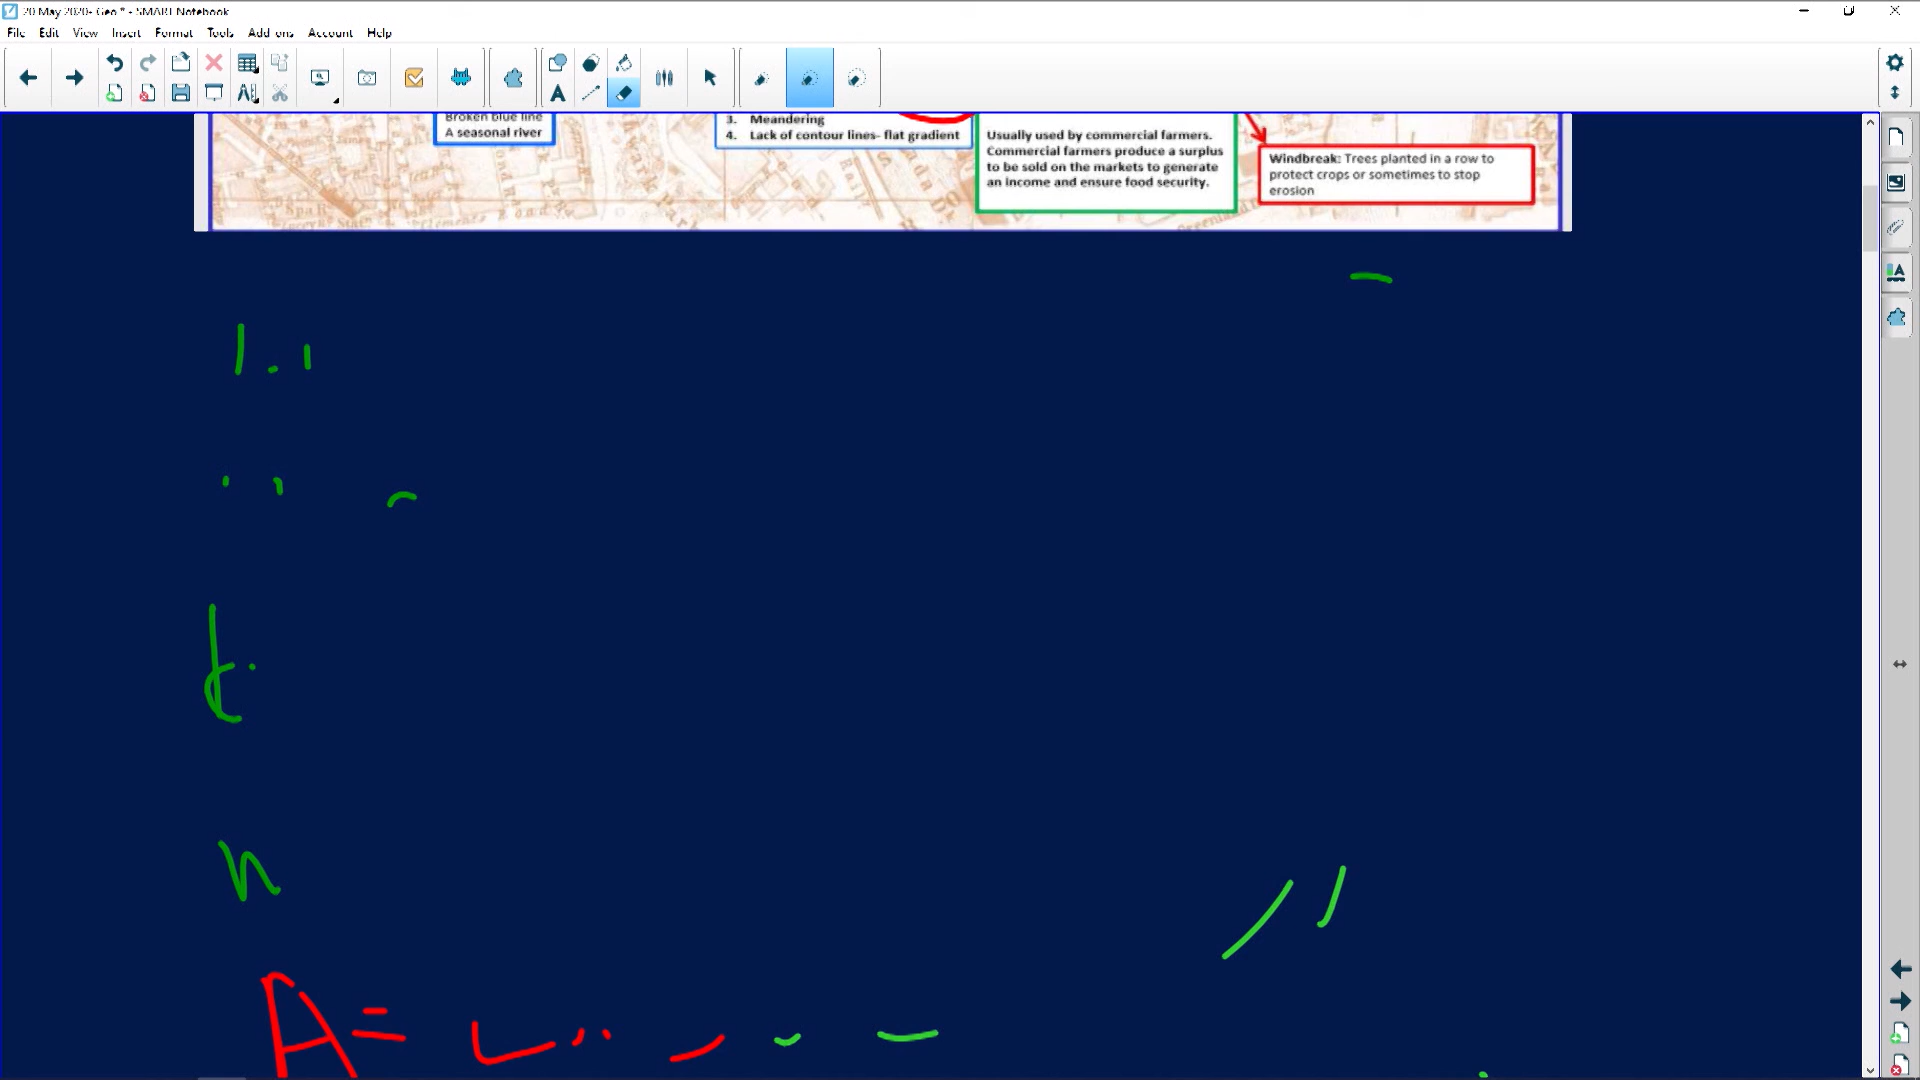 20 May 2020- Geo * - SMART Notebook
File Edit View Insert Format Tools Add-ons Account Help
Broken blue line
A seasonal river
3. Meandering
4. Lack of contour lines- flat gradient
Usually used by commercial farmers.
Commercial farmers produce a surplus
to be sold on the markets to generate
an income and ensure food security.
Windbreak: Trees planted in a row to
protect crops or sometimes to stop
erosion
A =